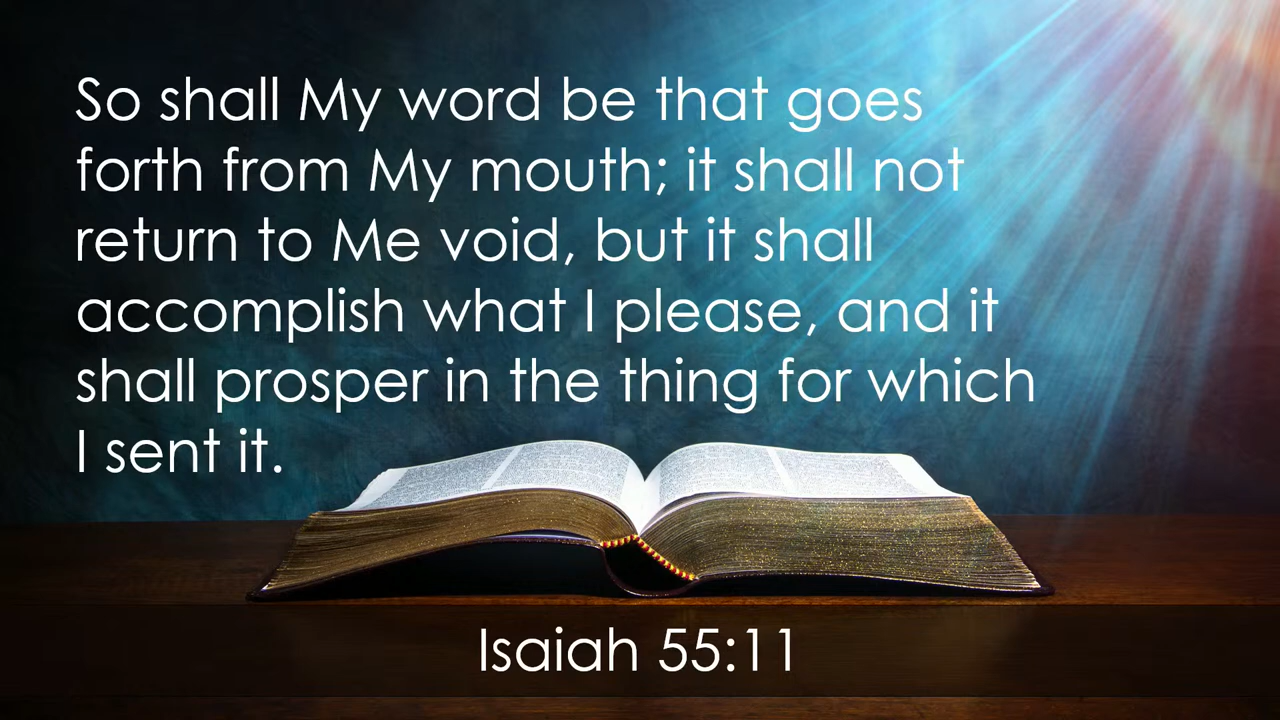 So shall My word be that goes
forth from My mouth; it shall not
return to Me void, but it shall
accomplish what I please, and it
shall prosper in the thing for which
I sent it.
Isaiah 55:11